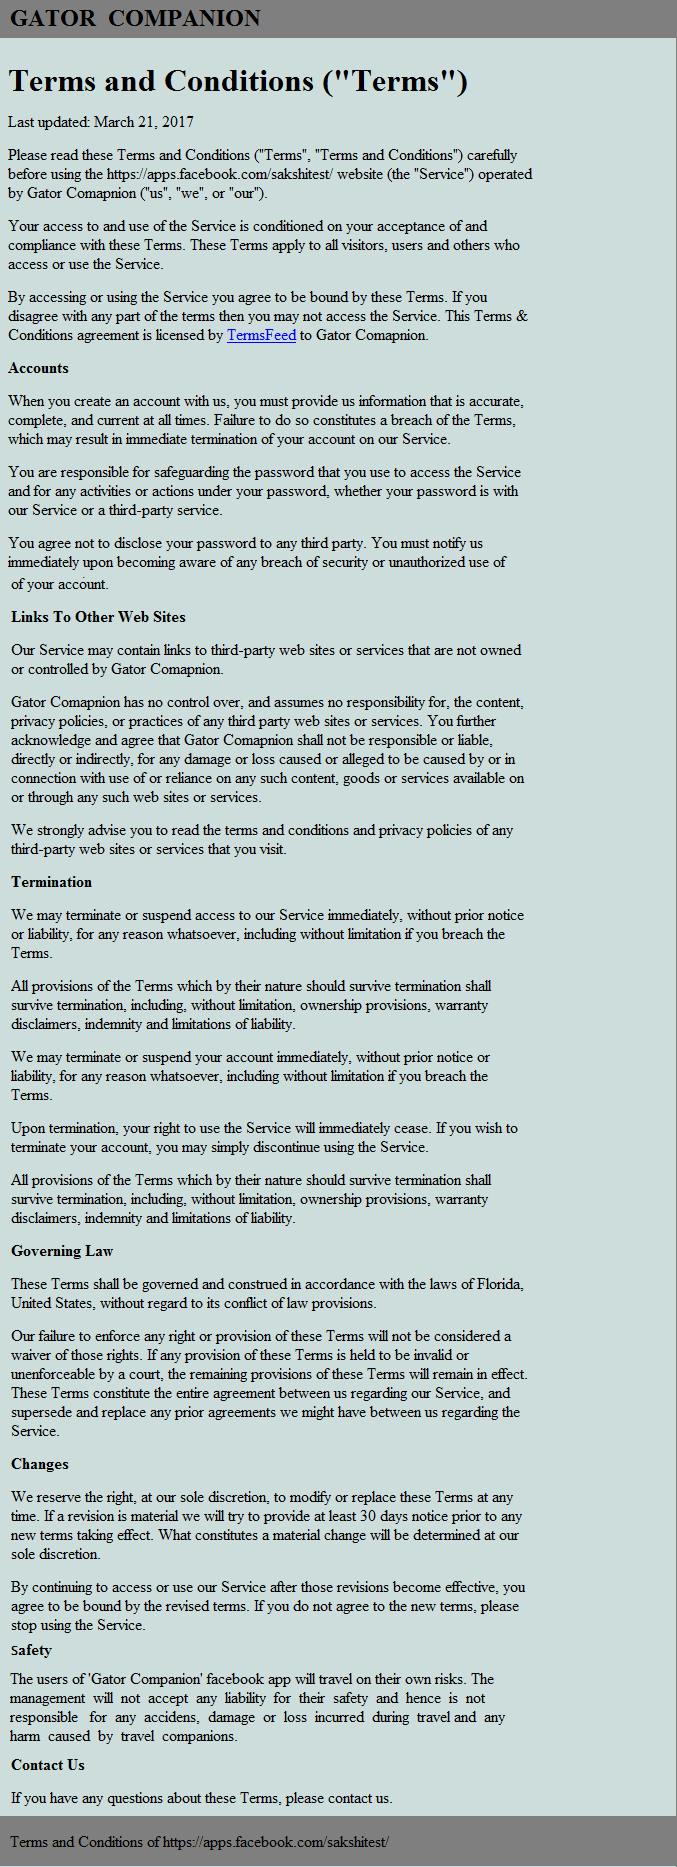 GATOR COMPANION
Terms and Conditions ("Terms")
Last updated: March 21, 2017
Please read these Terms and Conditions ("Terms", "Terms and Conditions") carefully
before using the https://apps.facebook.com/sakshitest/ website (the "Service") operated
by Gator Comapnion ("us", "we", or "our").
Your access to and use of the Service is conditioned on your acceptance of and
compliance with these Terms. These Terms apply to all visitors, users and others who
access or use the Service.
By accessing or using the Service you agree to be bound by these Terms. If you
disagree with any part of the terms then you may not access the Service. This Terms &
Conditions agreement is licensed by TermsFeed to Gator Comapnion.
Accounts
When you create an account with us, you must provide us information that is accurate,
complete, and current at all times. Failure to do so constitutes a breach of the Terms,
which may result in immediate termination of your account on our Service.
You are responsible for safeguarding the password that you use to access the Service
and for any activities or actions under your password, whether your password is with
our Service or a third-party service.
You agree not to disclose your password to any third party. You must notify us
immediately upon becoming aware of any breach of security or unauthorized use of
of your account.
Links To Other Web Sites
Our Service may contain links to third-party web sites or services that are not owned
or controlled by Gator Comapnion.
Gator Comapnion has no control over, and assumes no responsibility for, the content,
privacy policies, or practices of any third party web sites or services. You further
acknowledge and agree that Gator Comapnion shall not be responsible or liable,
directly or indirectly, for any damage or loss caused or alleged to be caused by or in
connection with use of or reliance on any such content, goods or services available on
or through any such web sites or services.
We strongly advise you to read the terms and conditions and privacy policies of any
third-party web sites or services that you visit.
Termination
We may terminate or suspend access to our Service immediately, without prior notice
or liability, for any reason whatsoever, including without limitation if you breach the
Terms.
All provisions of the Terms which by their nature should survive termination shall
survive termination, including, without limitation, ownership provisions, warranty
disclaimers, indemnity and limitations of liability.
We may terminate or suspend your account immediately, without prior notice or
liability, for any reason whatsoever, including without limitation if you breach the
Terms.
Upon termination, your right to use the Service will immediately cease. If you wish to
terminate your account, you may simply discontinue using the Service.
All provisions of the Terms which by their nature should survive termination shall
survive termination, including, without limitation, ownership provisions, warranty
disclaimers, indemnity and limitations of liability.
Governing Law
These Terms shall be governed and construed in accordance with the laws of Florida,
United States, without regard to its conflict of law provisions.
Our failure to enforce any right or provision of these Terms will not be considered a
waiver of those rights. If any provision of these Terms is held to be invalid or
unenforceable by a court, the remaining provisions of these Terms will remain in effect.
These Terms constitute the entire agreement between us regarding our Service, and
supersede and replace any prior agreements we might have between us regarding the
Service.
Changes
We reserve the right, at our sole discretion, to modify or replace these Terms at any
time. If a revision is material we will try to provide at least 30 days notice prior to any
new terms taking effect. What constitutes a material change will be determined at our
sole discretion.
By continuing to access or use our Service after those revisions become effective, you
agree to be bound by the revised terms. If you do not agree to the new terms, please
stop using the Service.
Safety
The users of 'Gator Companion' facebook app will travel on their own risks. The
management will not accept any liability for their safety and hence is not
responsible for any accidens, damage or loss incurred during travel and any
harm caused by travel companions.
Contact Us
If you have any questions about these Terms, please contact us.
Terms and Conditions of https://apps.facebook.com/sakshitest/